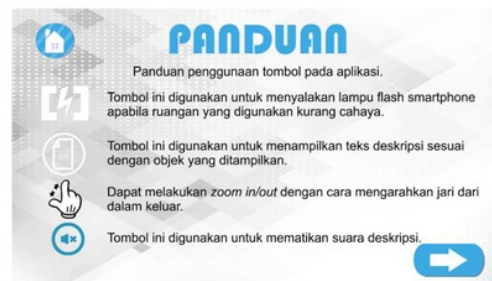 PANDUAN
Panduan penggunaan tombol pada aplikasi.
Tombol ini digunakan untuk menyalakan lampu flash smartphone
apabila ruangan yang digunakan kurang cahaya.
Tombol ini digunakan untuk menampilkan teks deskripsi sesuai
dengan objek yang ditampilkan.
Dapat melakukan zoom in/out dengan cara mengarahkan jari dari
dalam keluar.
Tombol ini digunakan untuk mematikan suara deskripsi.